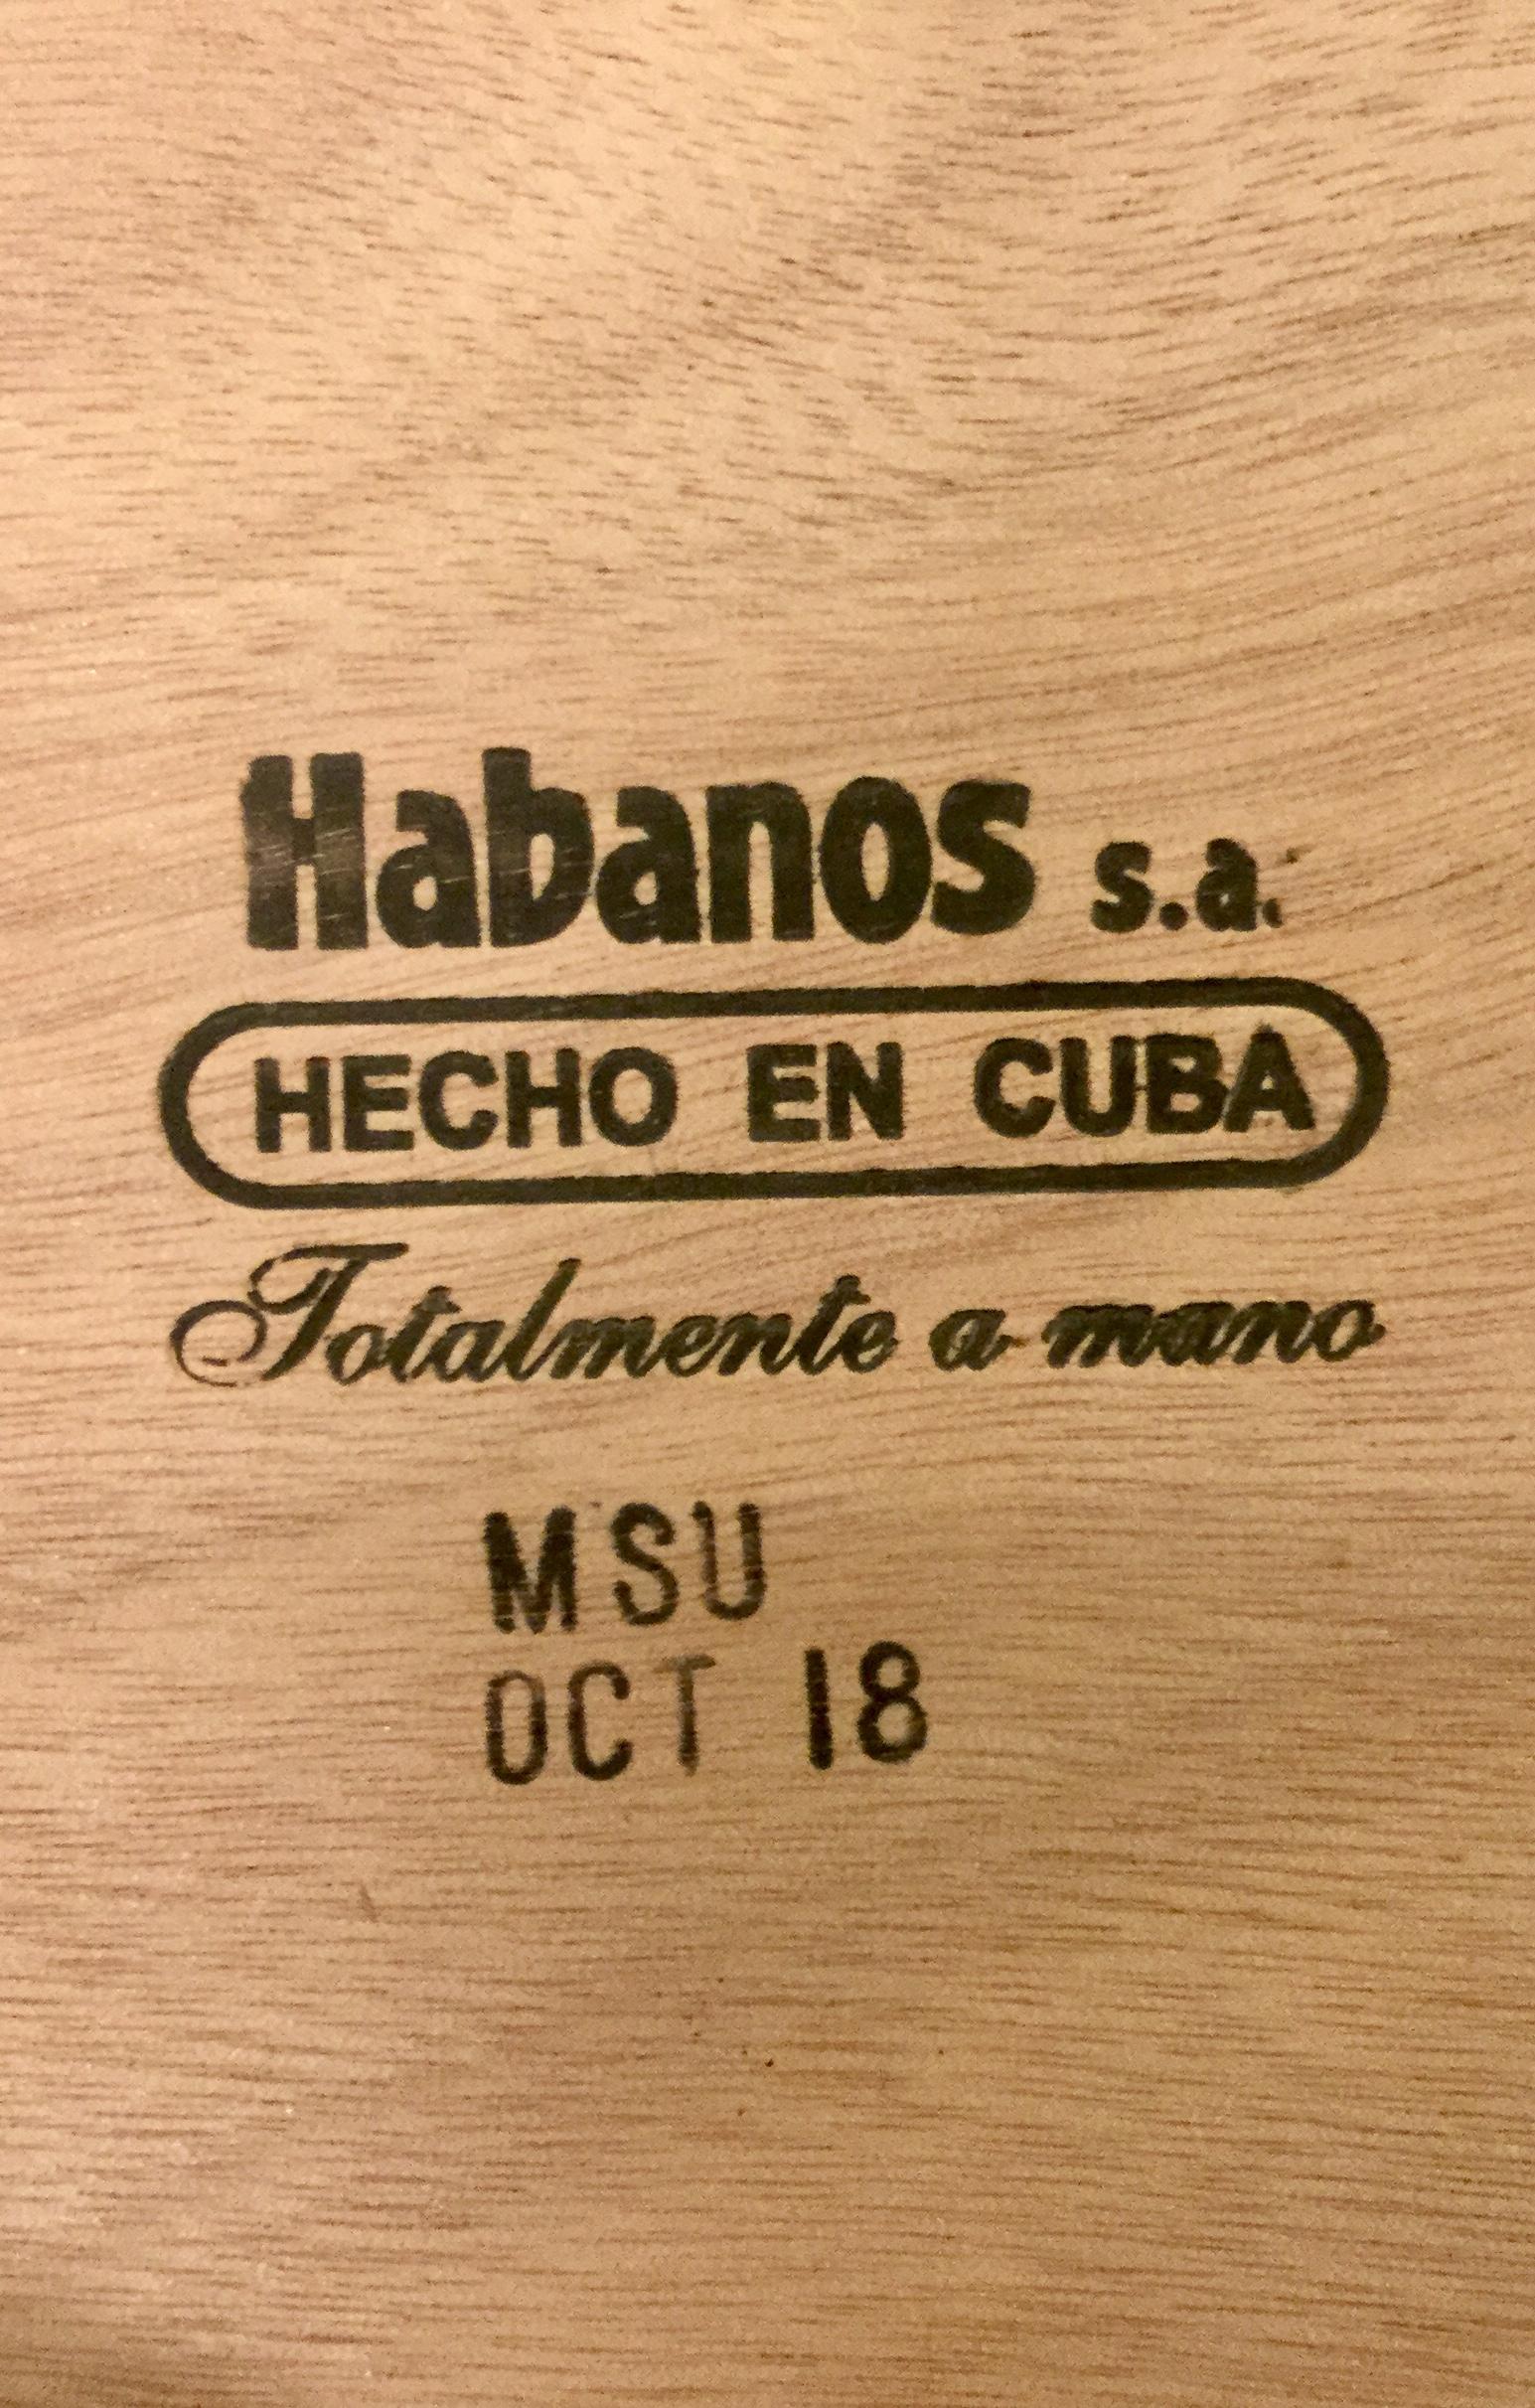 Habanos s.a.
HECHO EN CUBA
Totalmente a mano
MSU
OCT 18